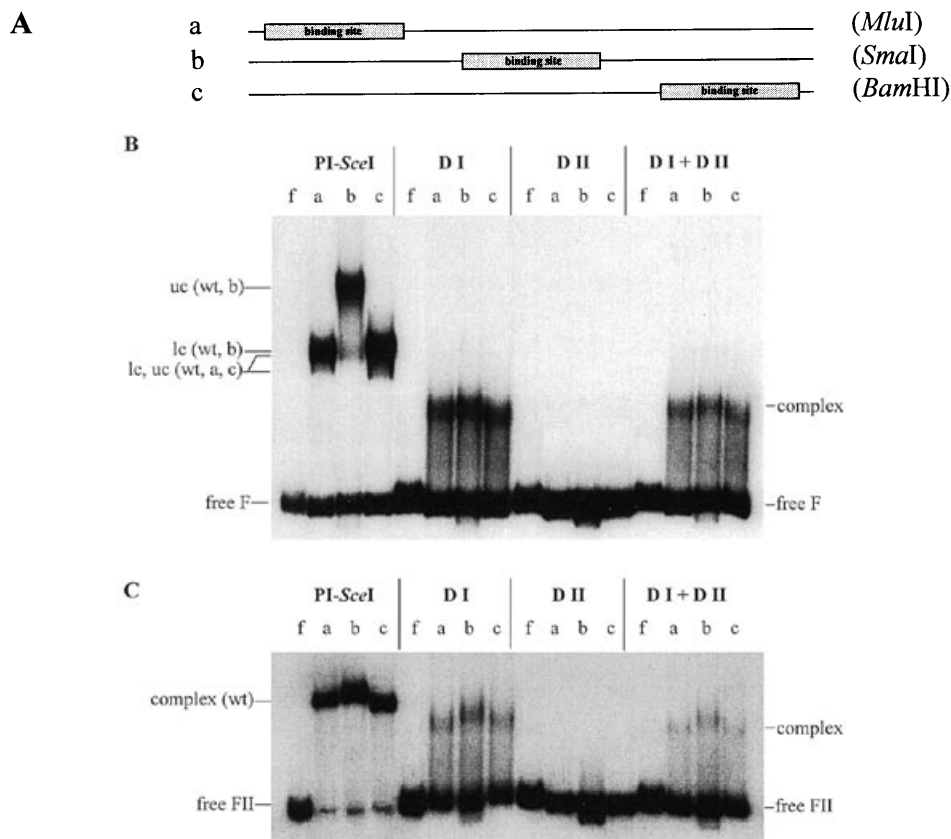 A
a binding site (MluI)
b binding site (SmaI)
c binding site (BamHI)
B
PI-SceI D I D II D I + D II
f a b c f a b c f a b c f a b c
uc (wt, b)
lc (wt, b)
lc, uc (wt, a, c)
complex
free F free F
C
PI-SceI D I D II D I + D II
f a b c f a b c f a b c f a b c
complex (wt)
complex
free FII free FII